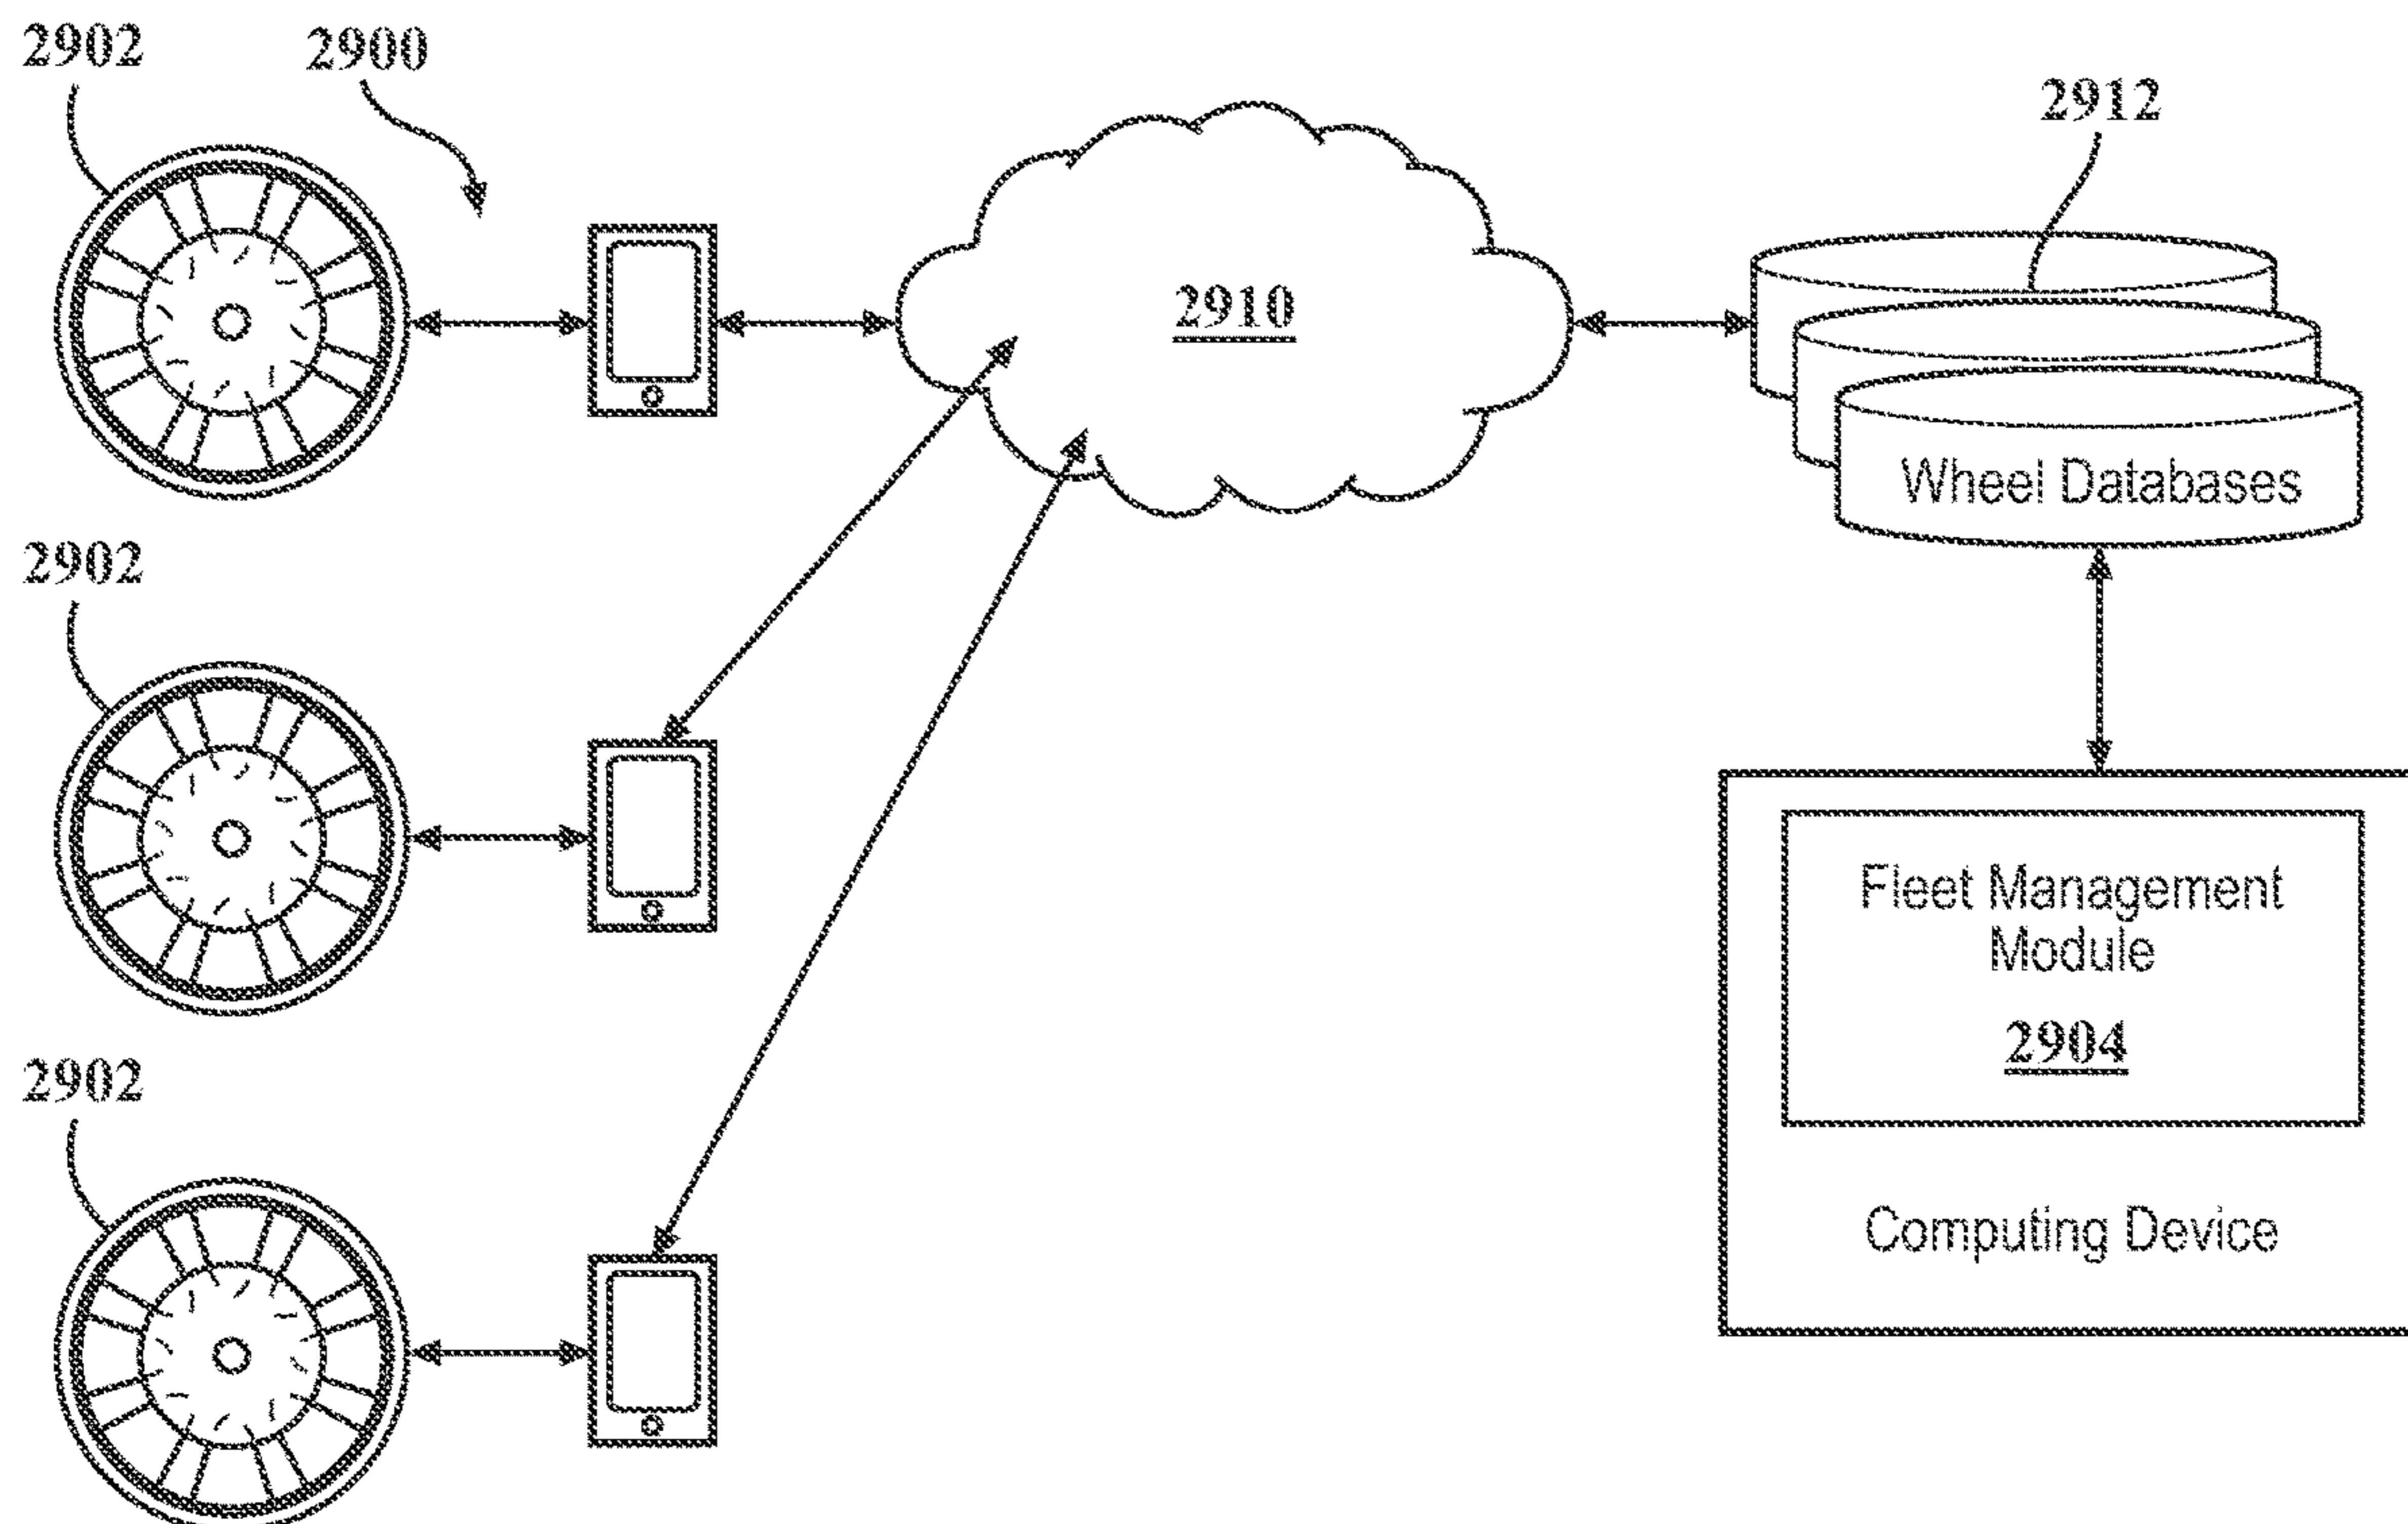 2902
2900
2912
2910
Wheel Databases
2902
Fleet Management
Module
2904
2902
Computing Device